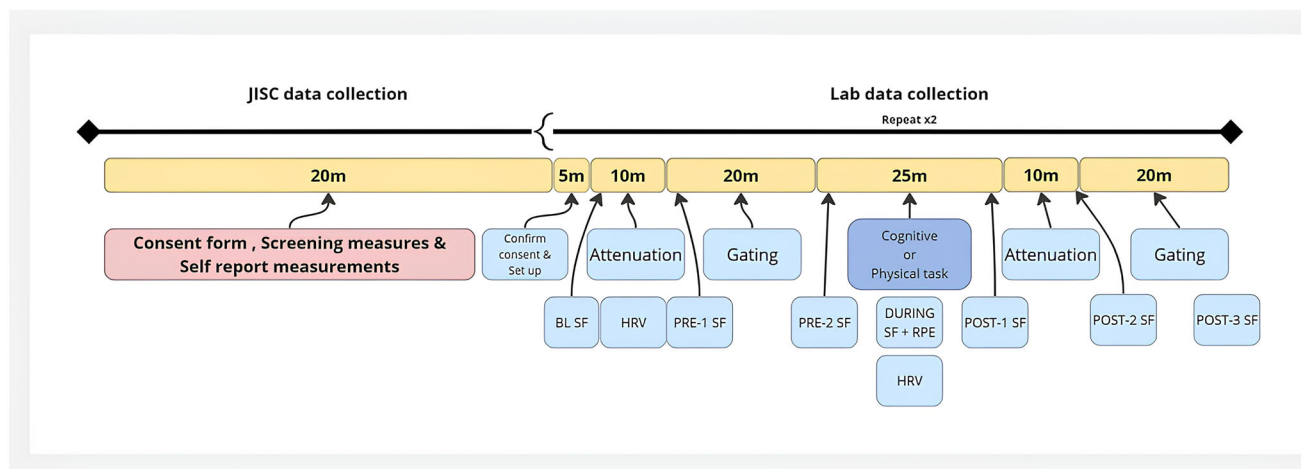 JISC data collection
Lab data collection
Repeat x2
20m
5m
10m
20m
25m
10m
20m
Consent form , Screening measures &
Self report measurements
Confirm
consent &
Set up
Attenuation
Gating
Cognitive
or
Physical task
Attenuation
Gating
BL SF
HRV
PRE-1 SF
PRE-2 SF
DURING
SF + RPE
POST-1 SF
POST-2 SF
POST-3 SF
HRV